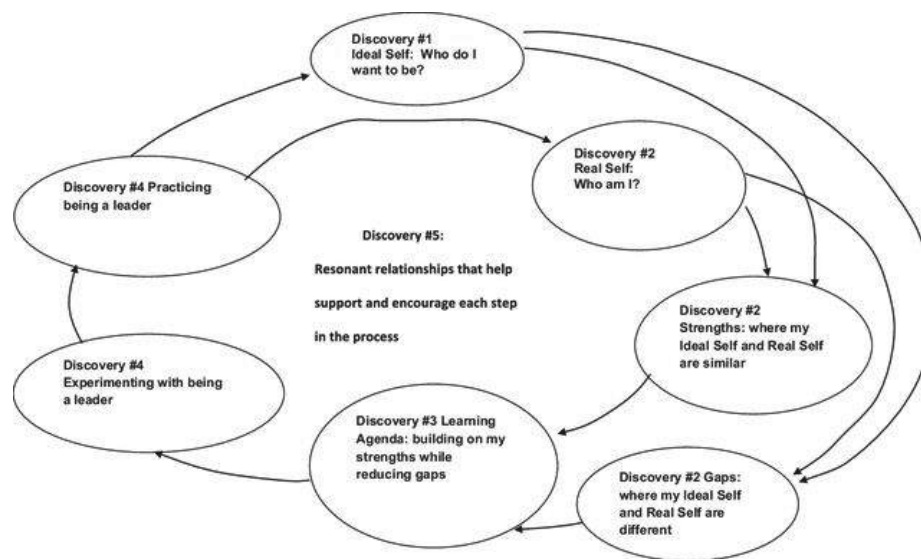 Discovery #1
Ideal Self:  Who do I
want to be?
Discovery #2
Real Self:
Who am I?
Discovery #4 Practicing
being a leader
Discovery #5:
Resonant relationships that help
support and encourage each step
in the process
Discovery #2
Strengths: where my
Ideal Self and Real Self
are similar
Discovery #4
Experimenting with being
a leader
Discovery #3 Learning
Agenda: building on my
strengths while
reducing gaps
Discovery #2 Gaps:
where my Ideal Self
and Real Self are
different